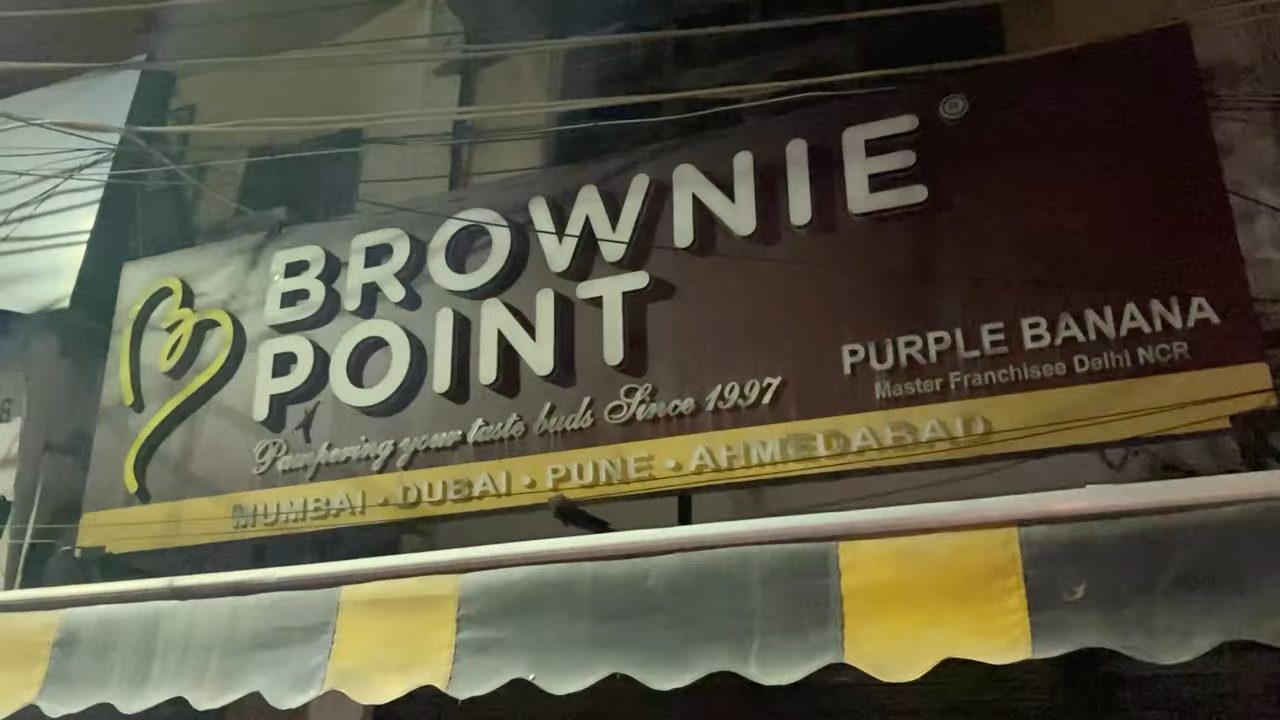 BROWNIE ®
POINT
Pampering your taste buds Since 1997
PURPLE BANANA
Master Franchisee Delhi NCR
MUMBAI • DUBAI • PUNE • AHMEDABAD